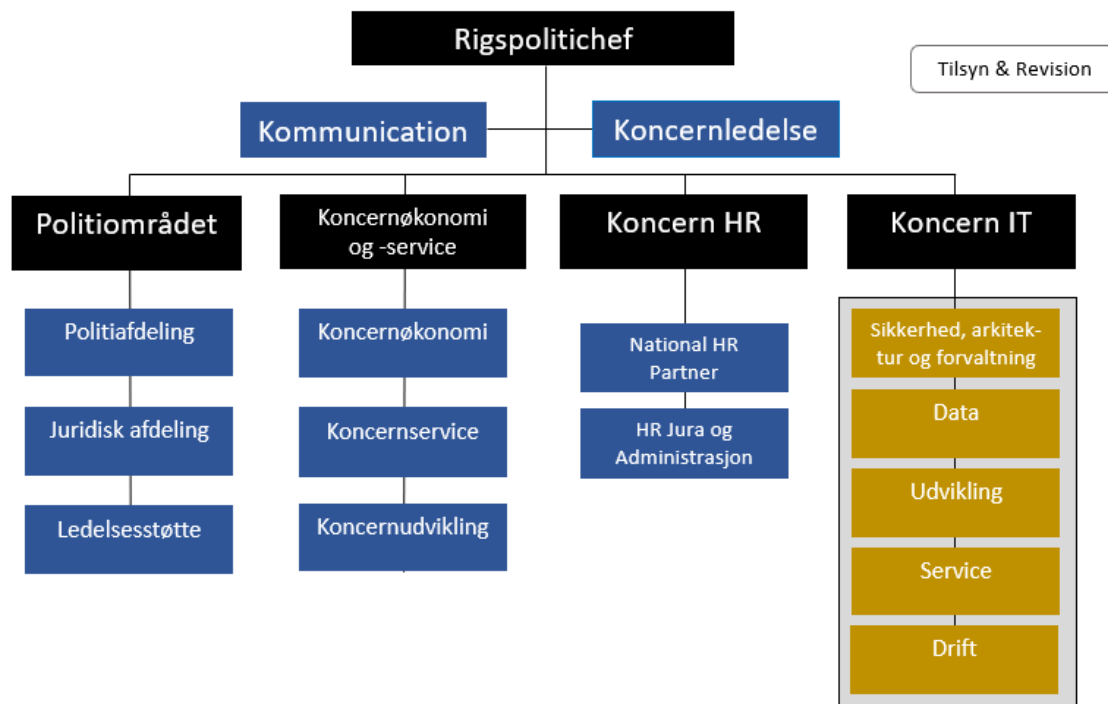 Rigspolitichef
Tilsyn & Revision
Kommunication
Koncernledelse
Politiområdet
Koncernøkonomi
og -service
Koncern HR
Koncern IT
Politiafdeling
Koncernøkonomi
National HR
Partner
Sikkerhed, arkitek-
tur og forvaltning
Juridisk afdeling
Koncernservice
HR Jura og
Administrasjon
Data
Ledelsesstøtte
Koncernudvikling
Udvikling
Service
Drift